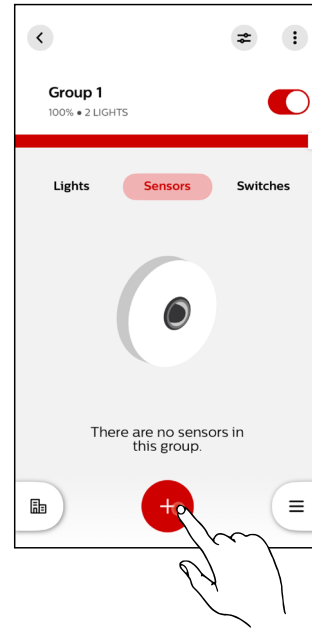 Group 1
100% • 2 LIGHTS
Lights Sensors Switches
There are no sensors in
this group.